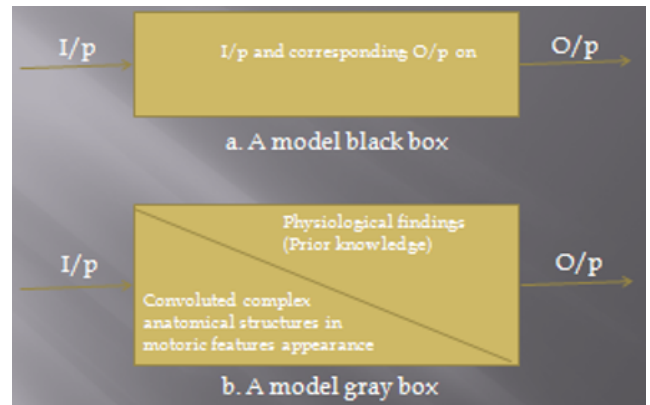 I/p
I/p and corresponding O/p on
O/p
a. A model black box
Physiological findings
(Prior knowledge)
I/p
O/p
Convoluted complex
anatomical structures in
motoric features appearance
b. A model gray box